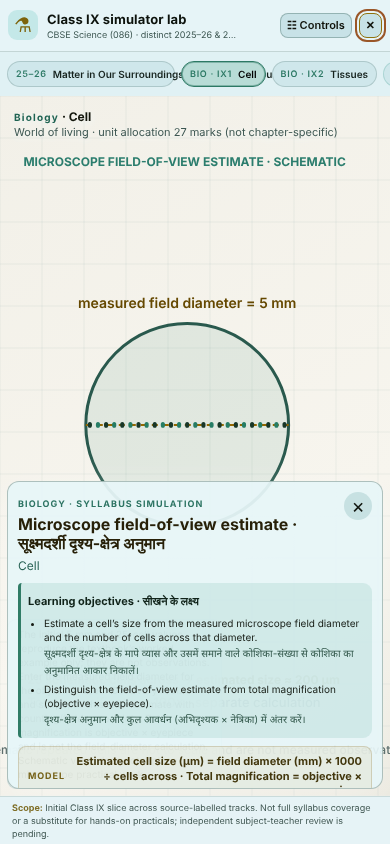 Class IX simulator lab
CBSE Science (086) · distinct 2025–26 & 2...
Controls
25–26 Matter in Our Surroundings
BIO · IX1 Cell
BIO · IX2 Tissues
Biology · Cell
World of living · unit allocation 27 marks (not chapter-specific)
MICROSCOPE FIELD-OF-VIEW ESTIMATE · SCHEMATIC
measured field diameter = 5 mm
BIOLOGY · SYLLABUS SIMULATION
Microscope field-of-view estimate ·
सूक्ष्मदर्शी दृश्य-क्षेत्र अनुमान
Cell
Learning objectives · सीखने के लक्ष्य
• Estimate a cell’s size from the measured microscope field diameter
and the number of cells across that diameter.
सूक्ष्मदर्शी दृश्य-क्षेत्र के मापे व्यास और उसमें समाने वाले कोशिका-संख्या से कोशिका का
अनुमानित आकार निकालें।
• Distinguish the field-of-view estimate from total magnification
(objective × eyepiece).
दृश्य-क्षेत्र अनुमान और कुल आवर्धन (अभिदृश्यक × नेत्रिका) में अंतर करें।
MODEL
Estimated cell size (µm) = field diameter (mm) × 1000
÷ cells across · Total magnification = objective ×
Scope: Initial Class IX slice across source-labelled tracks. Not full syllabus coverage
or a substitute for hands-on practicals; independent subject-teacher review is
pending.